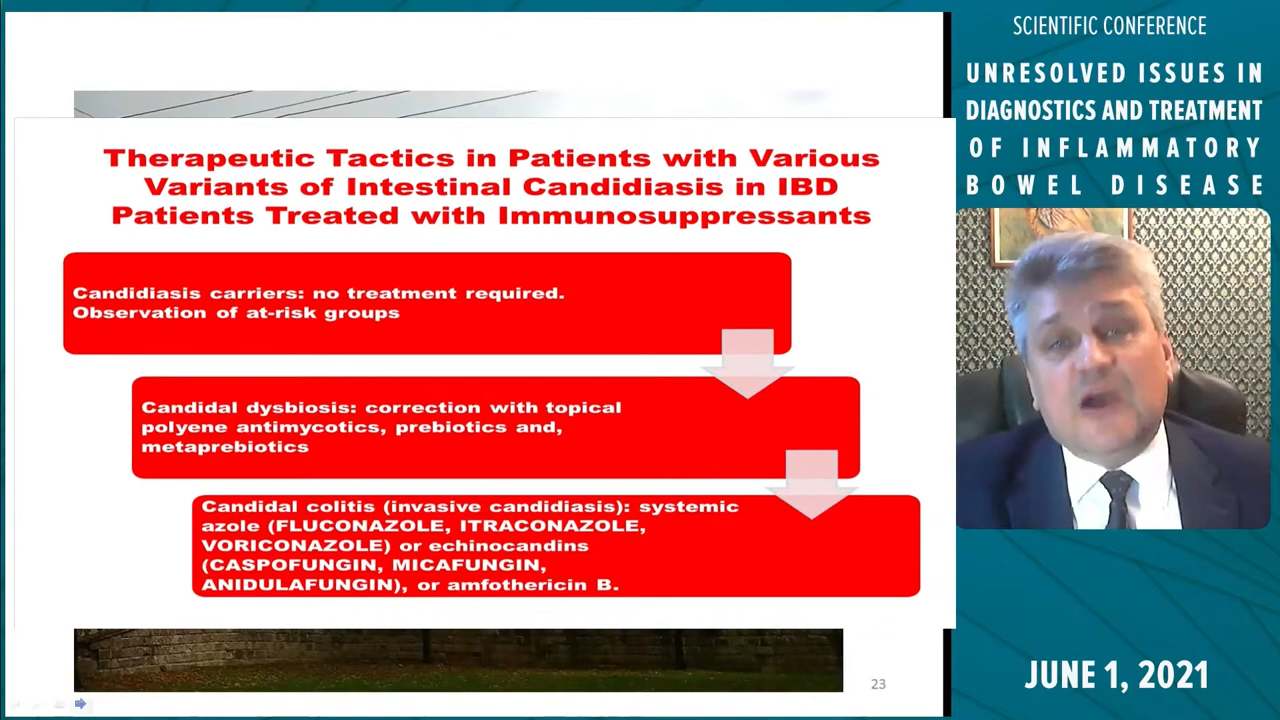 Therapeutic Tactics in Patients with Various
Variants of Intestinal Candidiasis in IBD
Patients Treated with Immunosuppressants
Candidiasis carriers: no treatment required.
Observation of at-risk groups
Candidal dysbiosis: correction with topical
polyene antimycotics, prebiotics and,
metaprebiotics
Candidal colitis (invasive candidiasis): systemic
azole (FLUCONAZOLE, ITRACONAZOLE,
VORICONAZOLE) or echinocandins
(CASPOFUNGIN, MICAFUNGIN,
ANIDULAFUNGIN), or amfothericin B.
23
SCIENTIFIC CONFERENCE
UNRESOLVED ISSUES IN
DIAGNOSTICS AND TREATMENT
OF INFLAMMATORY
BOWEL DISEASE
JUNE 1, 2021